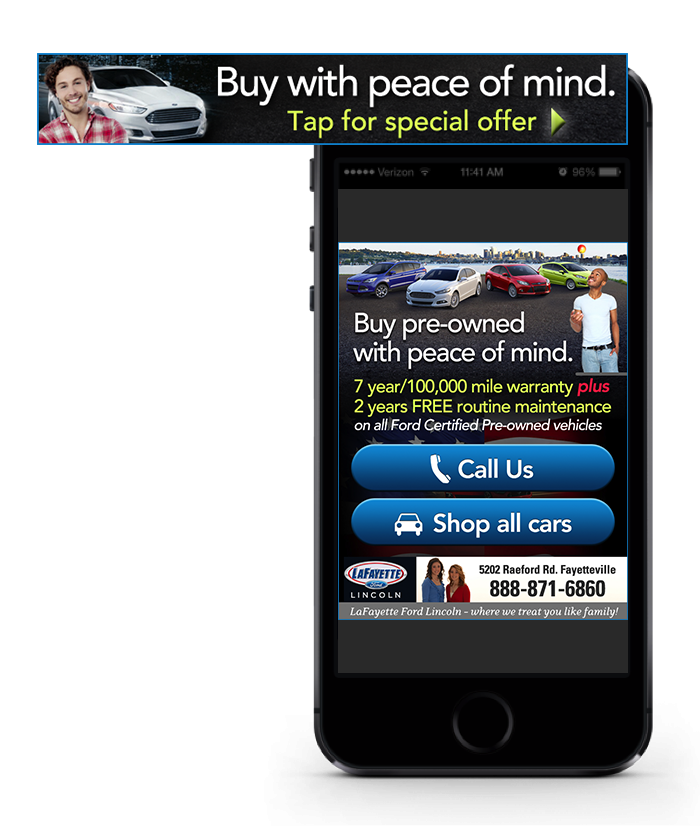 Buy with peace of mind.
Tap for special offer
Verizon 11:41 AM 96%
Buy pre-owned
with peace of mind.
7 year/100,000 mile warranty plus
2 years FREE routine maintenance
on all Ford Certified Pre-owned vehicles
Call Us
Shop all cars
LAFAYETTE
Ford
LINCOLN
5202 Raeford Rd. Fayetteville
888-871-6860
LaFayette Ford Lincoln - where we treat you like family!